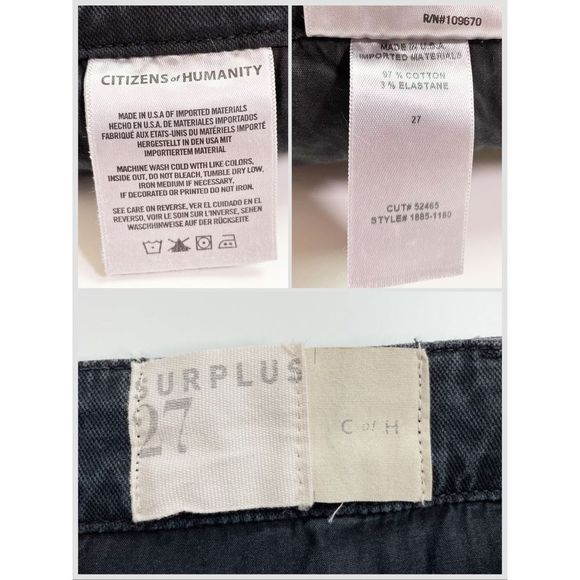 CITIZENS of HUMANITY
MADE IN U.S.A OF IMPORTED MATERIALS
HECHO EN U.S.A. DE MATERIALES IMPORTADOS
FABRIQUÉ AUX ETATS-UNIS DU MATÉRIELS IMPORTÉ
HERGESTELLT IN DEN USA MIT
IMPORTIERTEM MATERIAL
MACHINE WASH COLD WITH LIKE COLORS,
INSIDE OUT, DO NOT BLEACH, TUMBLE DRY LOW,
IRON MEDIUM IF NECESSARY,
IF DECORATED OR PRINTED DO NOT IRON.
SEE CARE ON REVERSE, VER EL CUIDADO EN EL
REVERSO, VOIR LE SOIN SUR L'INVERSE, SEHEN
WASCHHINWEISE AUF DER RÜCKSEITE
R/N#109670
MADE IN U.S.A.
IMPORTED MATERIALS
97 % COTTON
3 % ELASTANE
27
CUT# 52465
STYLE# 1885-1160
SURPLUS
27
C of H